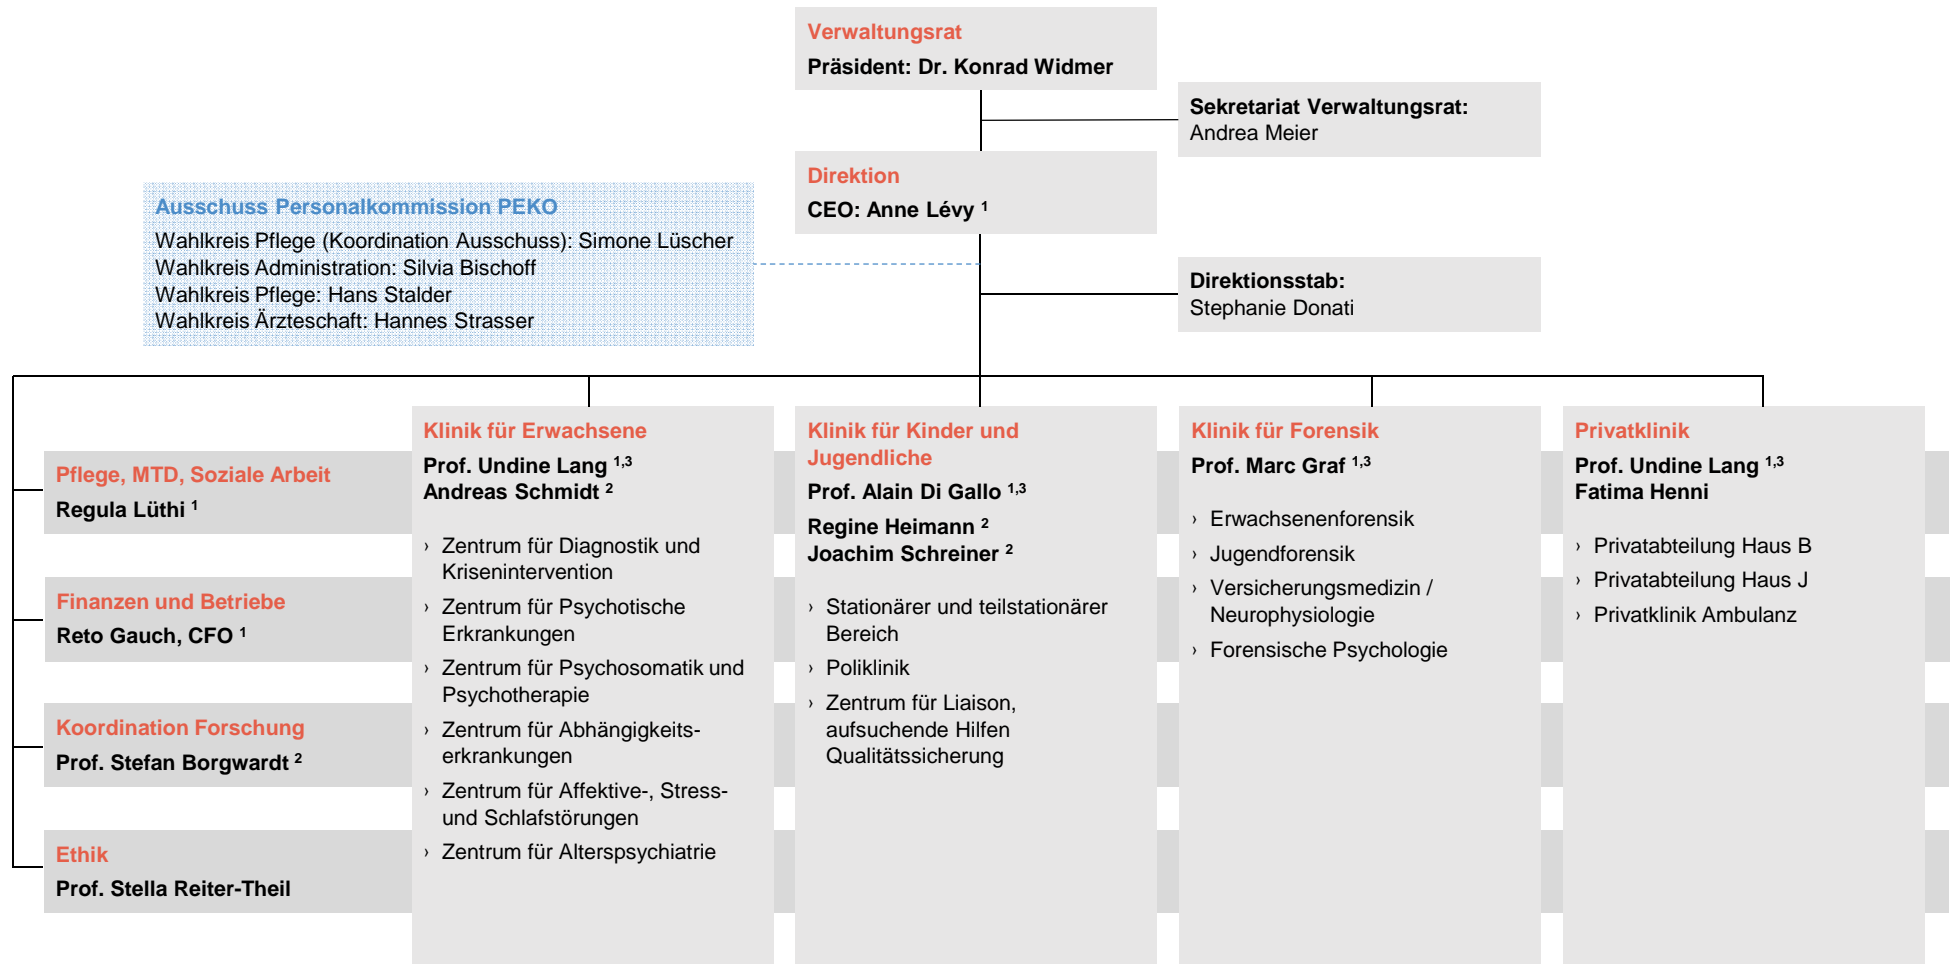 Verwaltungsrat
Präsident: Dr. Konrad Widmer
Sekretariat Verwaltungsrat:
Andrea Meier
Direktion
CEO: Anne Lévy ¹
Ausschuss Personalkommission PEKO
Wahlkreis Pflege (Koordination Ausschuss): Simone Lüscher
Wahlkreis Administration: Silvia Bischoff
Wahlkreis Pflege: Hans Stalder
Wahlkreis Ärzteschaft: Hannes Strasser
Direktionsstab:
Stephanie Donati
Pflege, MTD, Soziale Arbeit
Regula Lüthi ¹
Finanzen und Betriebe
Reto Gauch, CFO ¹
Koordination Forschung
Prof. Stefan Borgwardt ²
Ethik
Prof. Stella Reiter-Theil
Klinik für Erwachsene
Prof. Undine Lang ¹,³
Andreas Schmidt ²
› Zentrum für Diagnostik und
Krisenintervention
› Zentrum für Psychotische
Erkrankungen
› Zentrum für Psychosomatik und
Psychotherapie
› Zentrum für Abhängigkeits-
erkrankungen
› Zentrum für Affektive-, Stress-
und Schlafstörungen
› Zentrum für Alterspsychiatrie
Klinik für Kinder und
Jugendliche
Prof. Alain Di Gallo ¹,³
Regine Heimann ²
Joachim Schreiner ²
› Stationärer und teilstationärer
Bereich
› Poliklinik
› Zentrum für Liaison,
aufsuchende Hilfen
Qualitätssicherung
Klinik für Forensik
Prof. Marc Graf ¹,³
› Erwachsenenforensik
› Jugendforensik
› Versicherungsmedizin /
Neurophysiologie
› Forensische Psychologie
Privatklinik
Prof. Undine Lang ¹,³
Fatima Henni
› Privatabteilung Haus B
› Privatabteilung Haus J
› Privatklinik Ambulanz